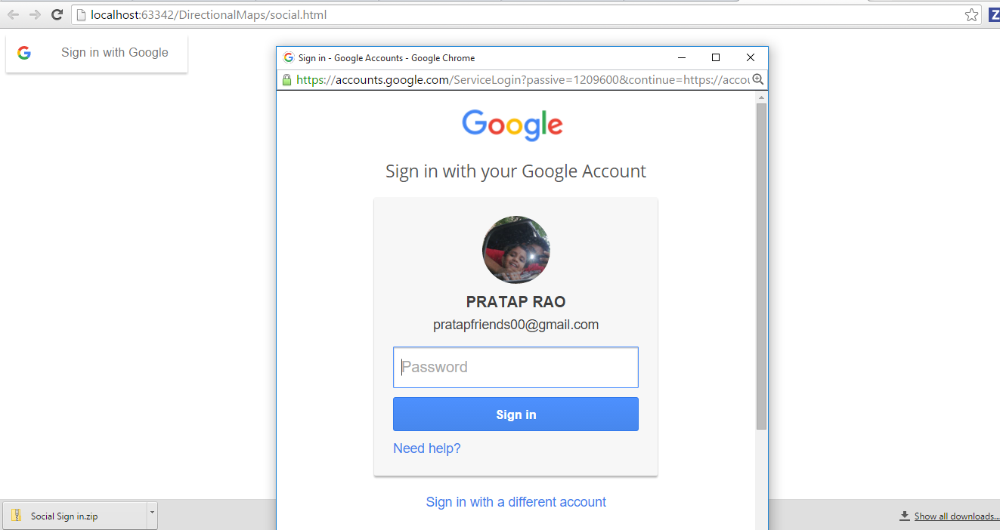 localhost:63342/DirectionalMaps/social.html
Z
G
Sign in with Google
G
Sign in - Google Accounts - Google Chrome
https://accounts.google.com/ServiceLogin?passive=1209600&continue=https://accou
Google
Sign in with your Google Account
PRATAP RAO
pratapfriends00@gmail.com
Password
Sign in
Need help?
Sign in with a different account
Social Sign in.zip
Show all downloads...